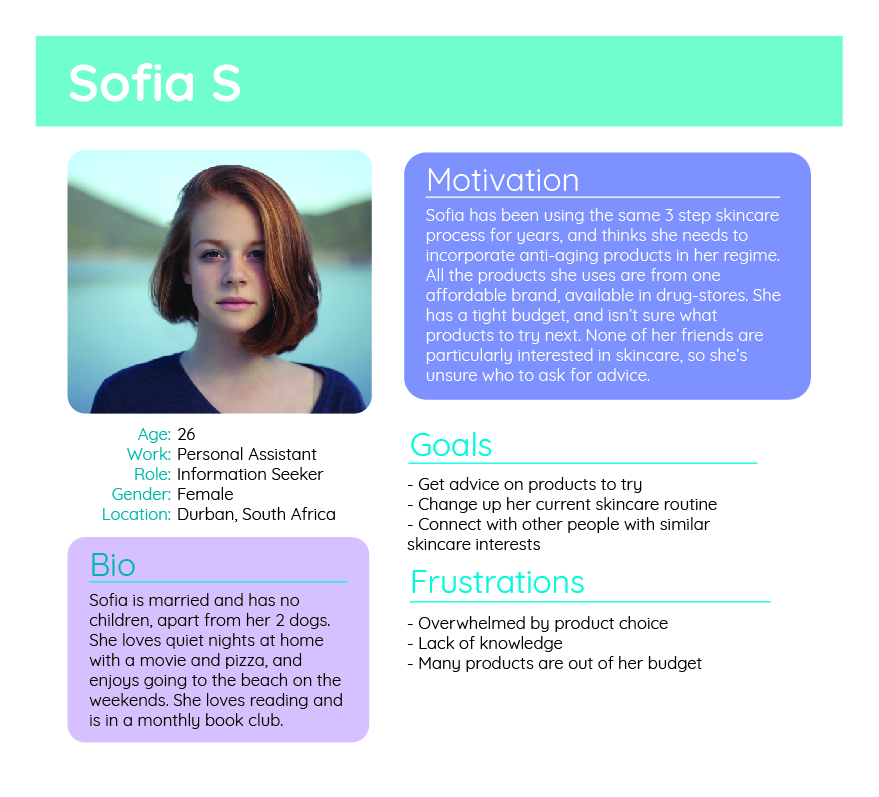 Sofia S
Age: 26
Work: Personal Assistant
Role: Information Seeker
Gender: Female
Location: Durban, South Africa
Bio
Sofia is married and has no
children, apart from her 2 dogs.
She loves quiet nights at home
with a movie and pizza, and
enjoys going to the beach on the
weekends. She loves reading and
is in a monthly book club.
Motivation
Sofia has been using the same 3 step skincare
process for years, and thinks she needs to
incorporate anti-aging products in her regime.
All the products she uses are from one
affordable brand, available in drug-stores. She
has a tight budget, and isn't sure what
products to try next. None of her friends are
particularly interested in skincare, so she's
unsure who to ask for advice.
Goals
- Get advice on products to try
- Change up her current skincare routine
- Connect with other people with similar
skincare interests
Frustrations
- Overwhelmed by product choice
- Lack of knowledge
- Many products are out of her budget